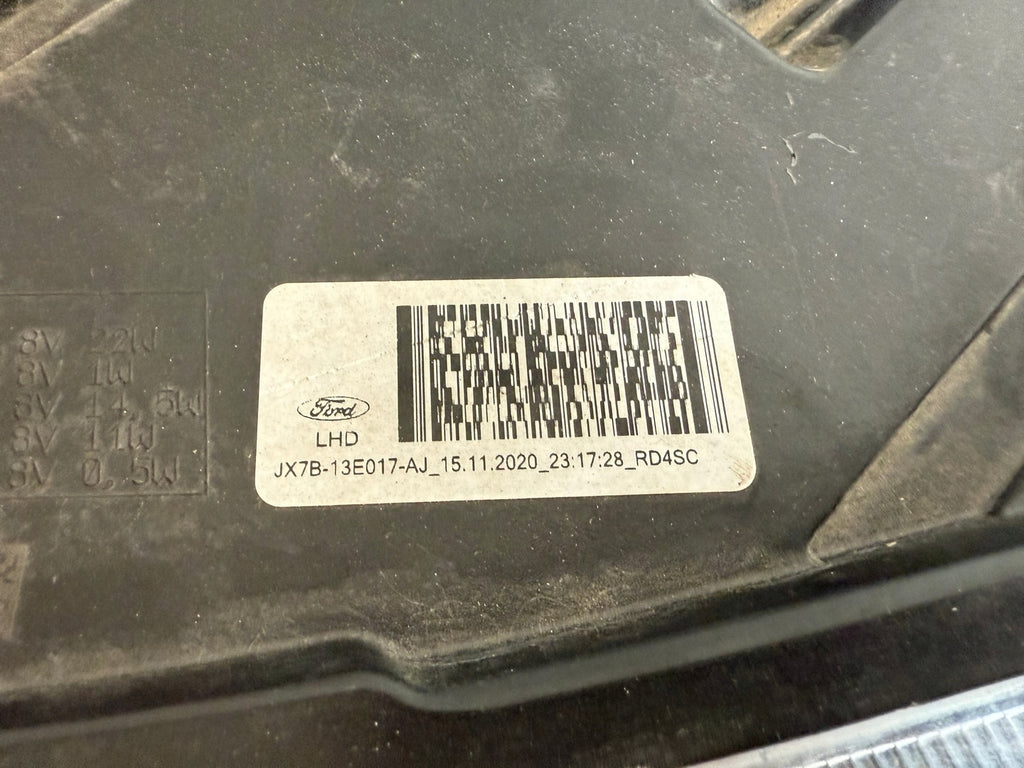 8V 22W
8V 1W
8V 14,5W
8V 11W
8V 0,5W
Ford
LHD
JX7B-13E017-AJ_15.11.2020_23:17:28_RD4SC